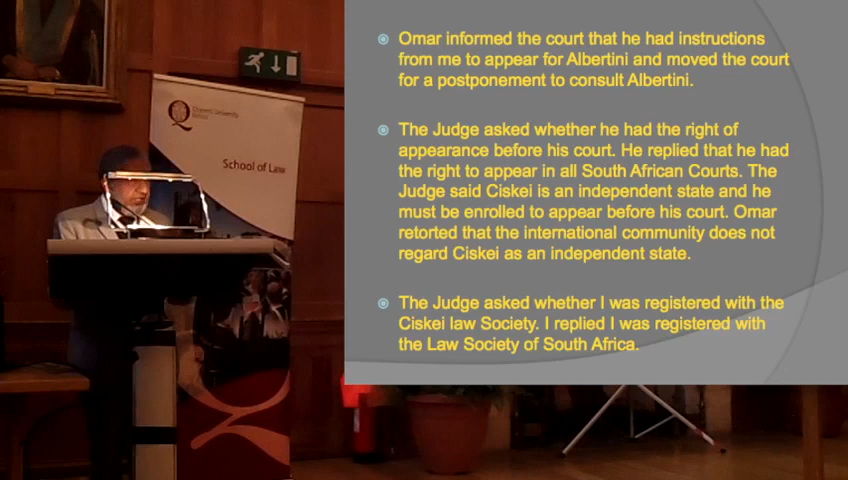 Omar informed the court that he had instructions
from me to appear for Albertini and moved the court
for a postponement to consult Albertini.
The Judge asked whether he had the right of
appearance before his court. He replied that he had
the right to appear in all South African Courts. The
Judge said Ciskei is an independent state and he
must be enrolled to appear before his court. Omar
retorted that the international community does not
regard Ciskei as an independent state.
The Judge asked whether I was registered with the
Ciskei law Society. I replied I was registered with
the Law Society of South Africa.
Queen's University
Belfast
School of Law